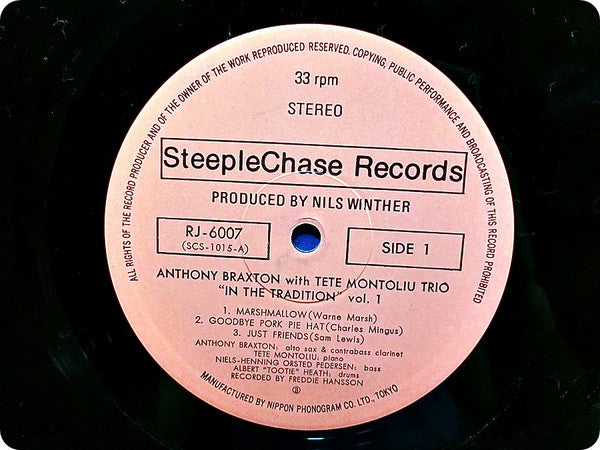 ALL RIGHTS OF THE RECORD PRODUCER AND OF THE OWNER OF THE WORK REPRODUCED RESERVED. COPYING, PUBLIC PERFORMANCE AND BROADCASTING OF THIS RECORD PROHIBITED
33 rpm
STEREO
SteepleChase Records
PRODUCED BY NILS WINTHER
RJ-6007
(SCS-1015-A)
SIDE 1
ANTHONY BRAXTON with TETE MONTOLIU TRIO
"IN THE TRADITION" vol. 1
1. MARSHMALLOW (Warne Marsh)
2. GOODBYE PORK PIE HAT (Charles Mingus)
3. JUST FRIENDS (Sam Lewis)
ANTHONY BRAXTON: alto sax & contrabass clarinet
TETE MONTOLIU: piano
NIELS-HENNING ORSTED PEDERSEN: bass
ALBERT "TOOTIE" HEATH: drums
RECORDED BY FREDDIE HANSSON
MANUFACTURED BY NIPPON PHONOGRAM CO. LTD., TOKYO